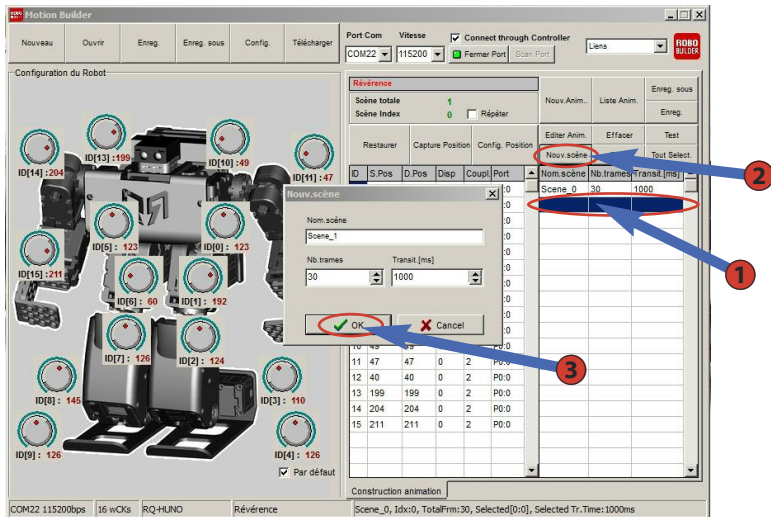 Motion Builder
Nouveau
Ouvrir
Enreg.
Enreg. sous
Config.
Télécharger
Port Com
Vitesse
Connect through Controller
COM22
115200
Fermer Port
Scan Port
Liens
ROBO BUILDER
Configuration du Robot
ID[14] :204
ID[13] :199
ID[10] :49
ID[11] : 47
ID[5] : 123
ID[0] : 123
ID[15] :211
ID[6] : 60
ID[1] : 192
ID[7] : 126
ID[2] : 124
ID[8] : 145
ID[3] : 110
ID[9] : 126
ID[4] : 126
Par défaut
Révérence
Scène totale 1
Scène Index 0
Répéter
Nouv.Anim..
Liste Anim.
Enreg. sous
Enreg.
Restaurer
Capture Position
Config. Position
Editer Anim.
Effacer
Test
Nouv.scène
Tout Select.
ID S.Pos D.Pos Disp Coupl. Port
Nom.scène Nb.trames Transit.[ms]
Scene_0 30 1000
Nouv.scène
Nom.scène
Scene_1
Nb.trames
Transit.[ms]
30
1000
OK
Cancel
11 47 47 0 2 P0:0
12 40 40 0 2 P0:0
13 199 199 0 2 P0:0
14 204 204 0 2 P0:0
15 211 211 0 2 P0:0
2
1
3
Construction animation
COM22 115200bps
16 wCKs
RQ-HUNO
Révérence
Scene_0, Idx:0, TotalFrm:30, Selected[0:0], Selected Tr.Time:1000ms